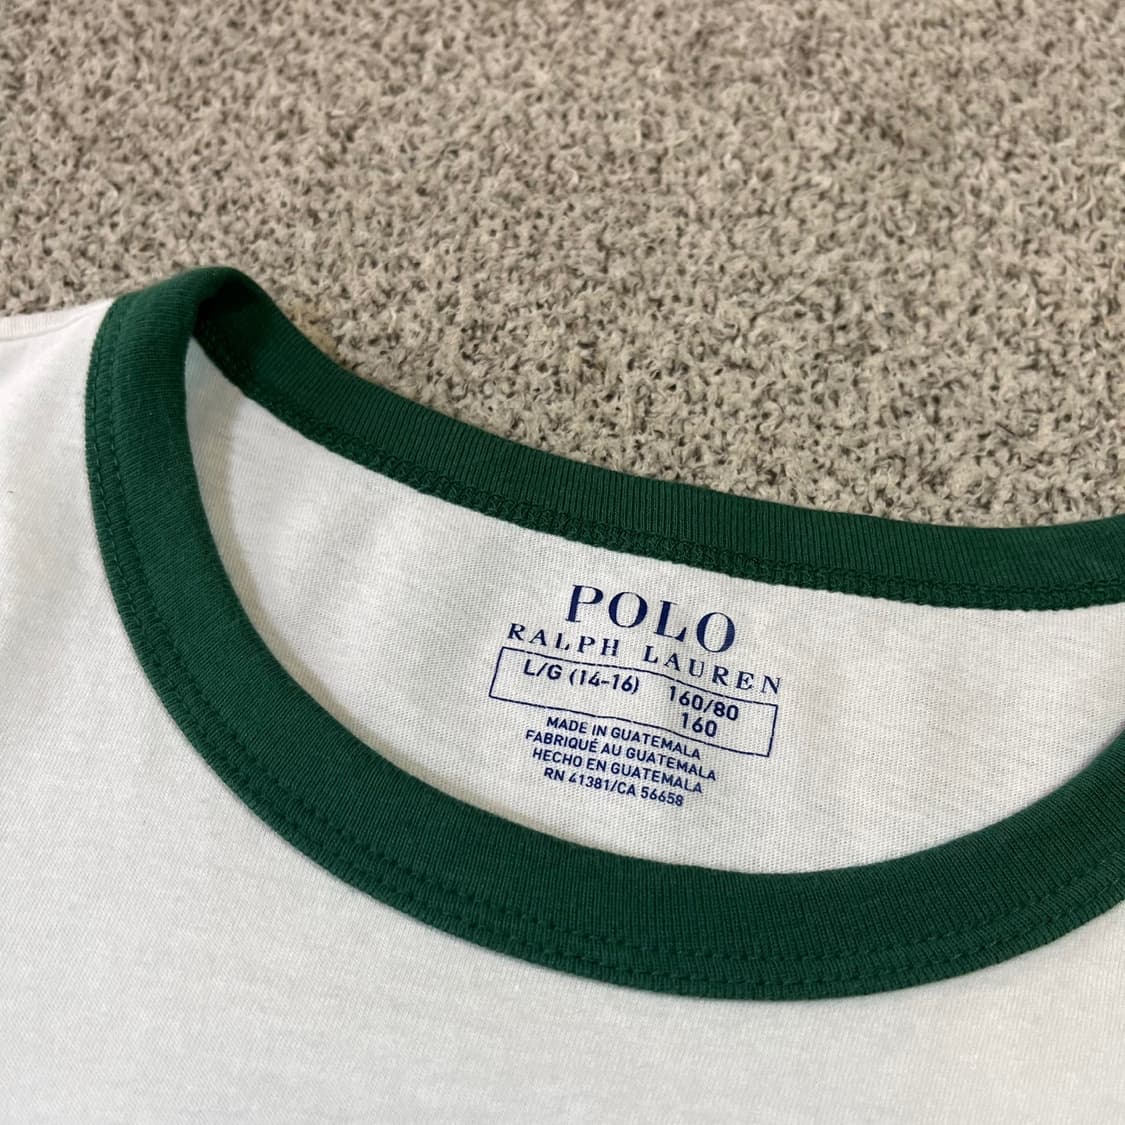 POLO
RALPH LAUREN
L/G (14-16) 160/80
160
MADE IN GUATEMALA
FABRIQUÉ AU GUATEMALA
HECHO EN GUATEMALA
RN 41381/CA 56658